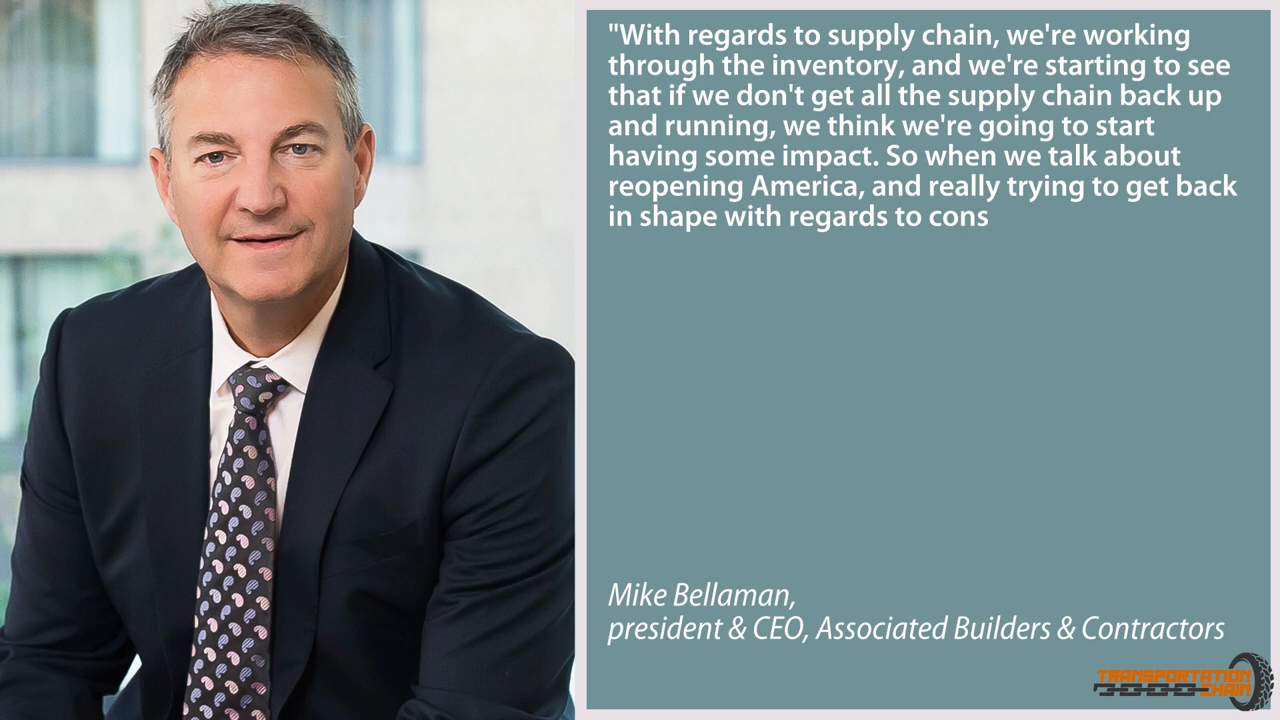 "With regards to supply chain, we're working
through the inventory, and we're starting to see
that if we don't get all the supply chain back up
and running, we think we're going to start
having some impact. So when we talk about
reopening America, and really trying to get back
in shape with regards to cons
Mike Bellaman,
president & CEO, Associated Builders & Contractors
TRANSPORTATION
CHAIN